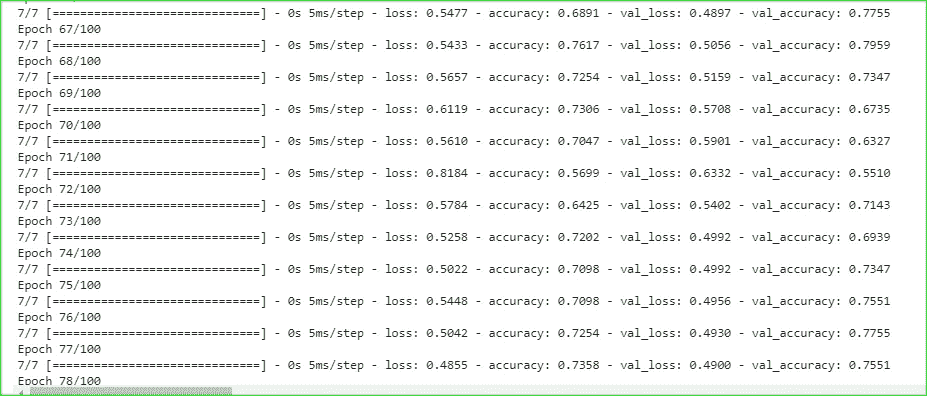 7/7 [==============================] - 0s 5ms/step - loss: 0.5477 - accuracy: 0.6891 - val_loss: 0.4897 - val_accuracy: 0.7755
Epoch 67/100
7/7 [==============================] - 0s 5ms/step - loss: 0.5433 - accuracy: 0.7617 - val_loss: 0.5056 - val_accuracy: 0.7959
Epoch 68/100
7/7 [==============================] - 0s 5ms/step - loss: 0.5657 - accuracy: 0.7254 - val_loss: 0.5159 - val_accuracy: 0.7347
Epoch 69/100
7/7 [==============================] - 0s 5ms/step - loss: 0.6119 - accuracy: 0.7306 - val_loss: 0.5708 - val_accuracy: 0.6735
Epoch 70/100
7/7 [==============================] - 0s 5ms/step - loss: 0.5610 - accuracy: 0.7047 - val_loss: 0.5901 - val_accuracy: 0.6327
Epoch 71/100
7/7 [==============================] - 0s 5ms/step - loss: 0.8184 - accuracy: 0.5699 - val_loss: 0.6332 - val_accuracy: 0.5510
Epoch 72/100
7/7 [==============================] - 0s 5ms/step - loss: 0.5784 - accuracy: 0.6425 - val_loss: 0.5402 - val_accuracy: 0.7143
Epoch 73/100
7/7 [==============================] - 0s 5ms/step - loss: 0.5258 - accuracy: 0.7202 - val_loss: 0.4992 - val_accuracy: 0.6939
Epoch 74/100
7/7 [==============================] - 0s 5ms/step - loss: 0.5022 - accuracy: 0.7098 - val_loss: 0.4992 - val_accuracy: 0.7347
Epoch 75/100
7/7 [==============================] - 0s 5ms/step - loss: 0.5448 - accuracy: 0.7098 - val_loss: 0.4956 - val_accuracy: 0.7551
Epoch 76/100
7/7 [==============================] - 0s 5ms/step - loss: 0.5042 - accuracy: 0.7254 - val_loss: 0.4930 - val_accuracy: 0.7755
Epoch 77/100
7/7 [==============================] - 0s 5ms/step - loss: 0.4855 - accuracy: 0.7358 - val_loss: 0.4900 - val_accuracy: 0.7551
Epoch 78/100